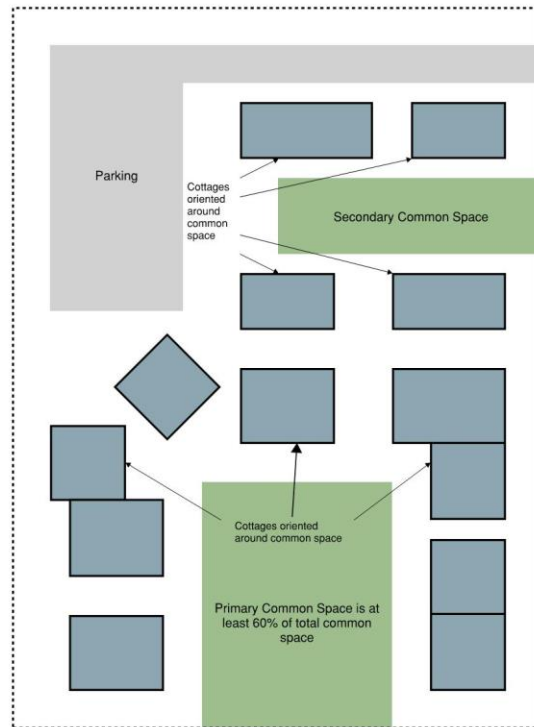 Parking
Cottages
oriented
around
common
space
Secondary Common Space
Cottages oriented
around common space
Primary Common Space is at
least 60% of total common
space